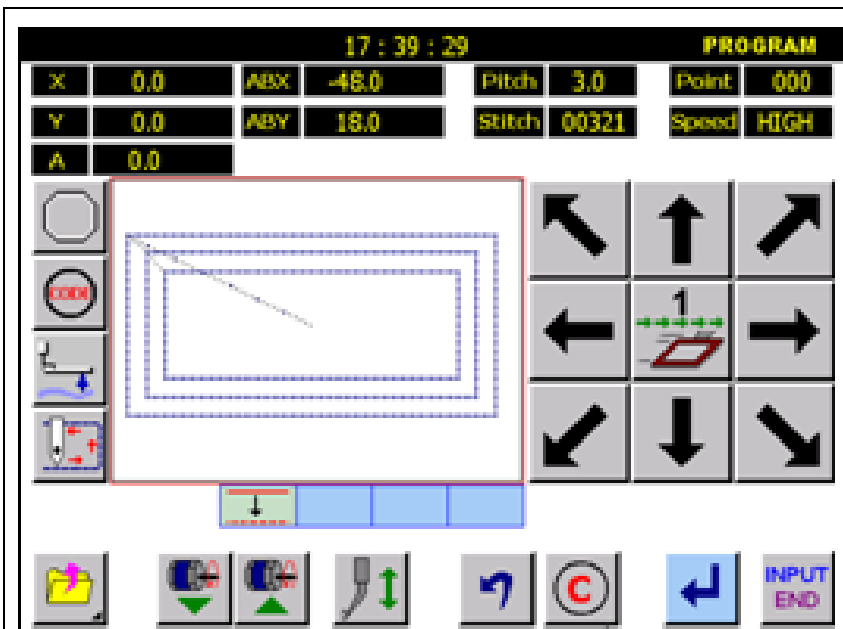 17 : 39 : 29 PROGRAM
X 0.0 ABX -48.0 Pitch 3.0 Point 000
Y 0.0 ABY 18.0 Stitch 00321 Speed HIGH
A 0.0
1
C
INPUT
END